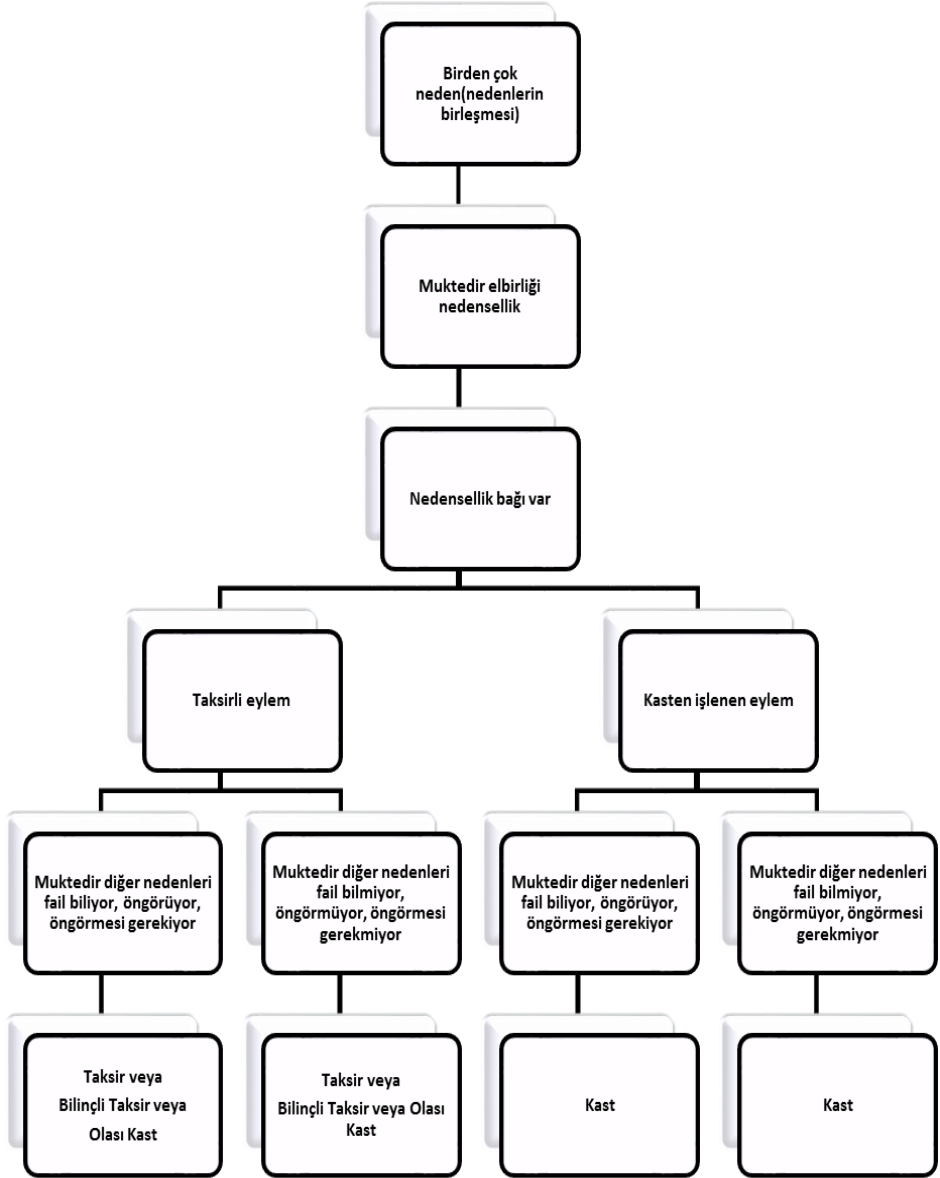 Birden çok
neden(nedenlerin
birleşmesi)
Muktedir elbirliği
nedensellik
Nedensellik bağı var
Taksirli eylem
Kasten işlenen eylem
Muktedir diğer nedenleri
fail biliyor, öngörüyor,
öngörmesi gerekiyor
Muktedir diğer nedenleri
fail bilmiyor,
öngörmüyor, öngörmesi
gerekmiyor
Muktedir diğer nedenleri
fail biliyor, öngörüyor,
öngörmesi gerekiyor
Muktedir diğer nedenleri
fail bilmiyor,
öngörmüyor, öngörmesi
gerekmiyor
Taksir veya
Bilinçli Taksir veya
Olası Kast
Taksir veya
Bilinçli Taksir veya Olası
Kast
Kast
Kast